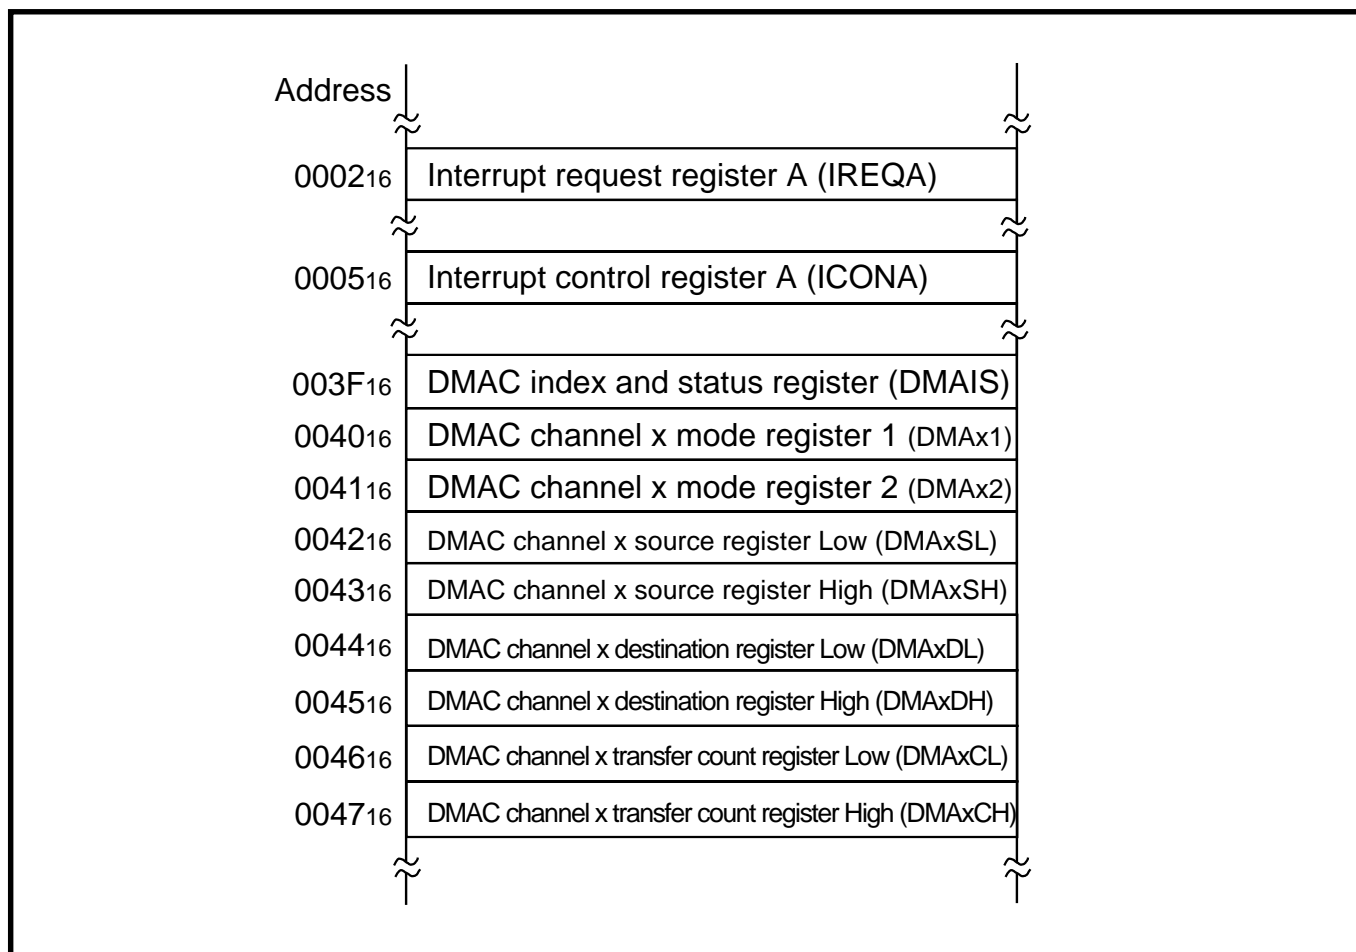 Address
0002₁₆ Interrupt request register A (IREQA)
0005₁₆ Interrupt control register A (ICONA)
003F₁₆ DMAC index and status register (DMAIS)
0040₁₆ DMAC channel x mode register 1 (DMAx1)
0041₁₆ DMAC channel x mode register 2 (DMAx2)
0042₁₆ DMAC channel x source register Low (DMAxSL)
0043₁₆ DMAC channel x source register High (DMAxSH)
0044₁₆ DMAC channel x destination register Low (DMAxDL)
0045₁₆ DMAC channel x destination register High (DMAxDH)
0046₁₆ DMAC channel x transfer count register Low (DMAxCL)
0047₁₆ DMAC channel x transfer count register High (DMAxCH)